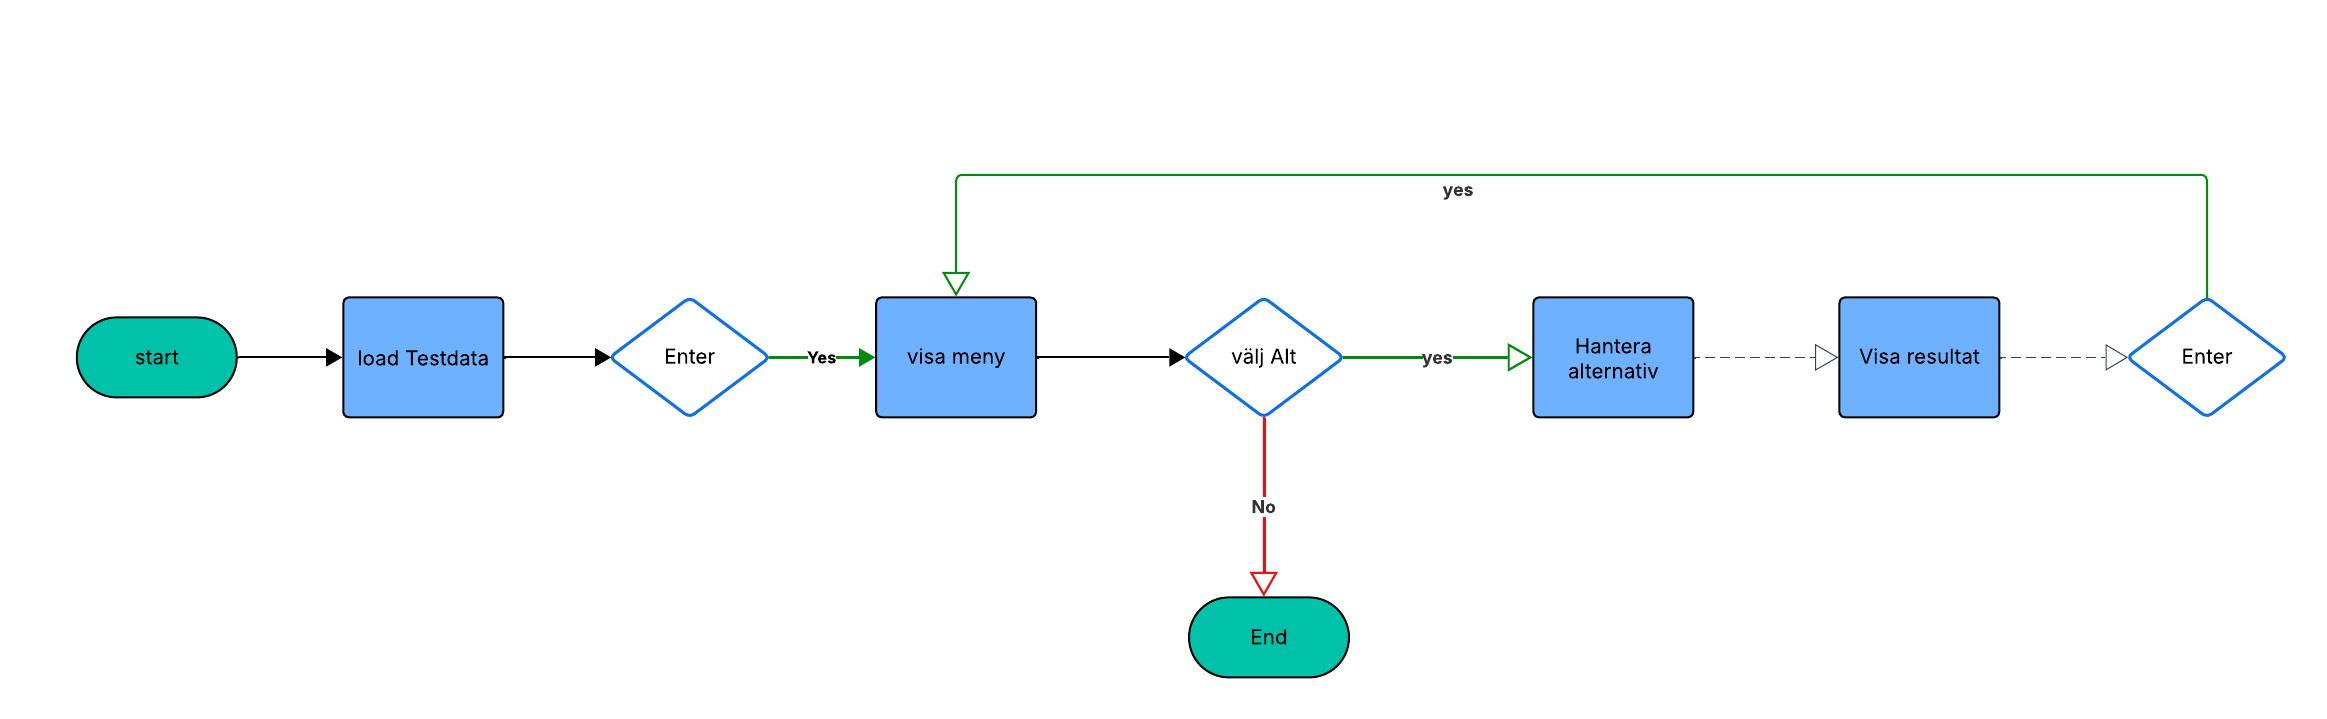 yes
start
load Testdata
Enter
Yes
visa meny
välj Alt
yes
Hantera
alternativ
Visa resultat
Enter
No
End